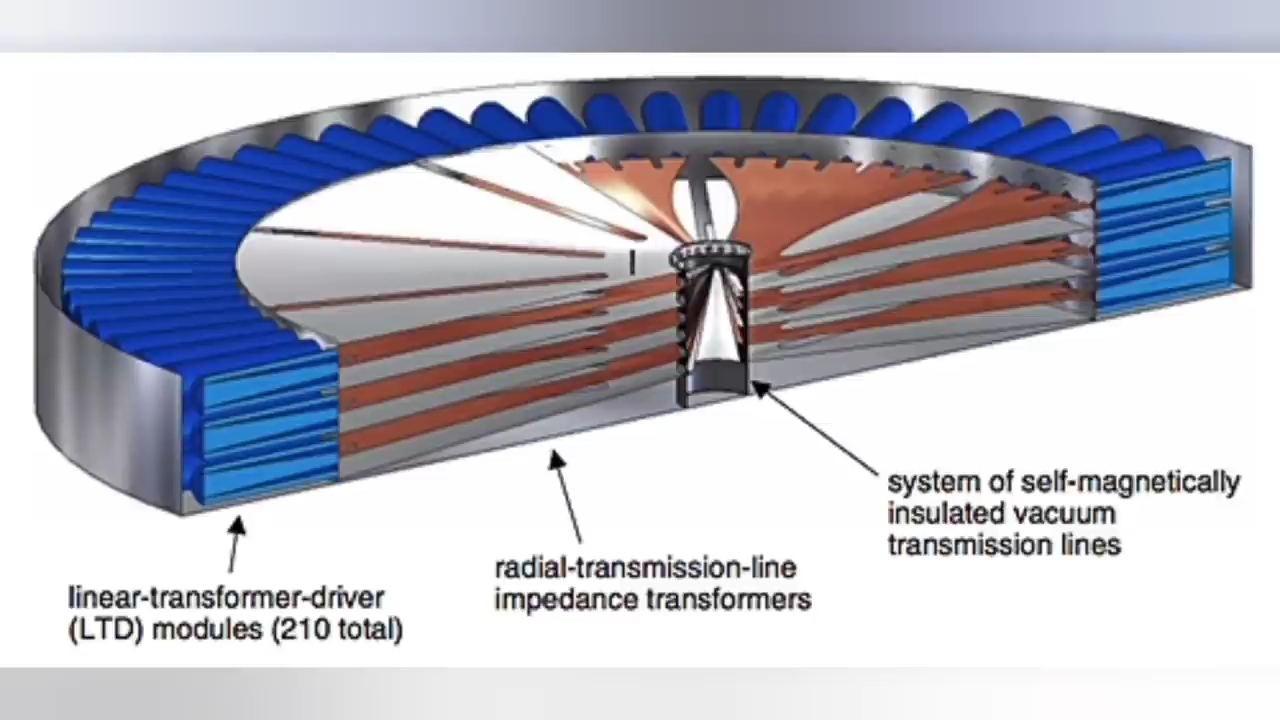 system of self-magnetically
insulated vacuum
transmission lines
radial-transmission-line
impedance transformers
linear-transformer-driver
(LTD) modules (210 total)